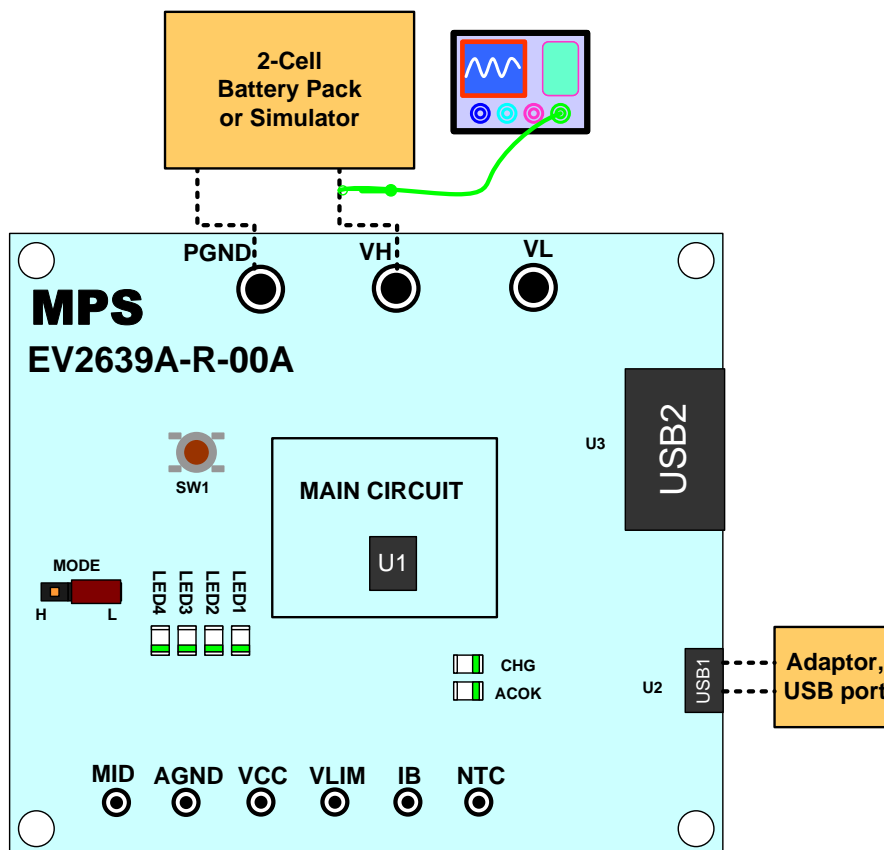 2-Cell
Battery Pack
or Simulator
PGND
VH
VL
MPS
EV2639A-R-00A
USB2
U3
SW1
MAIN CIRCUIT
U1
MODE
H
L
LED4
LED3
LED2
LED1
CHG
ACOK
U2
USB1
Adaptor,
USB port
MID
AGND
VCC
VLIM
IB
NTC